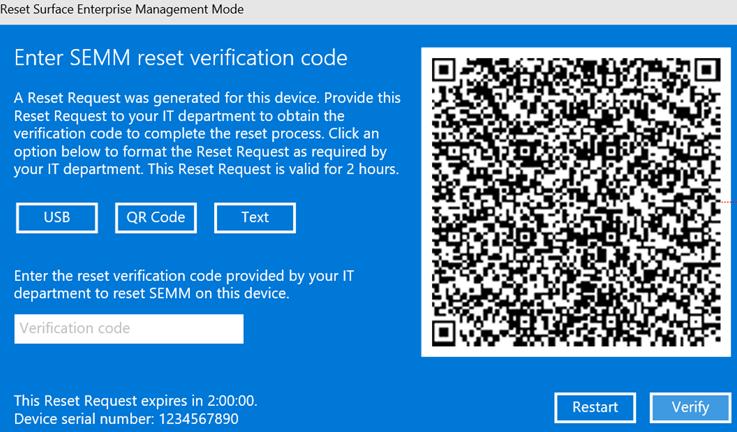 Reset Surface Enterprise Management Mode
Enter SEMM reset verification code
A Reset Request was generated for this device. Provide this
Reset Request to your IT department to obtain the
verification code to complete the reset process. Click an
option below to format the Reset Request as required by
your IT department. This Reset Request is valid for 2 hours.
USB
QR Code
Text
Enter the reset verification code provided by your IT
department to reset SEMM on this device.
Verification code
This Reset Request expires in 2:00:00.
Device serial number: 1234567890
Restart
Verify